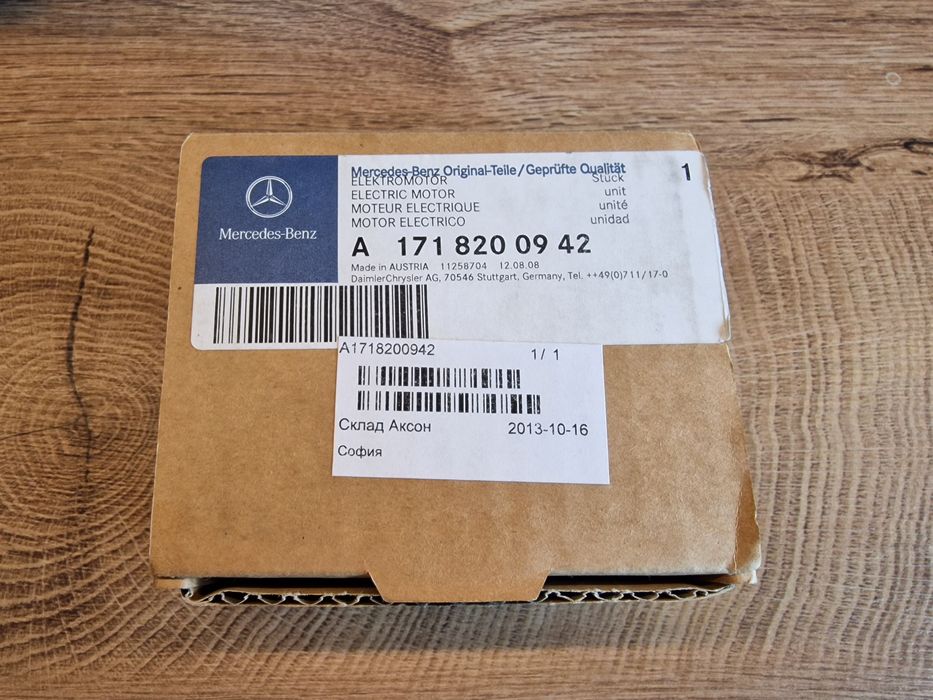 Mercedes-Benz Original-Teile/Geprüfte Qualität
1
ELEKTROMOTOR Stück
ELECTRIC MOTOR unit
MOTEUR ELECTRIQUE unité
MOTOR ELECTRICO unidad
Mercedes-Benz
A 171 820 09 42
Made in AUSTRIA 11258704 12.08.08
DaimlerChrysler AG, 70546 Stuttgart, Germany, Tel. ++49(0)711/17-0
A1718200942 1/ 1
Склад Аксон 2013-10-16
София